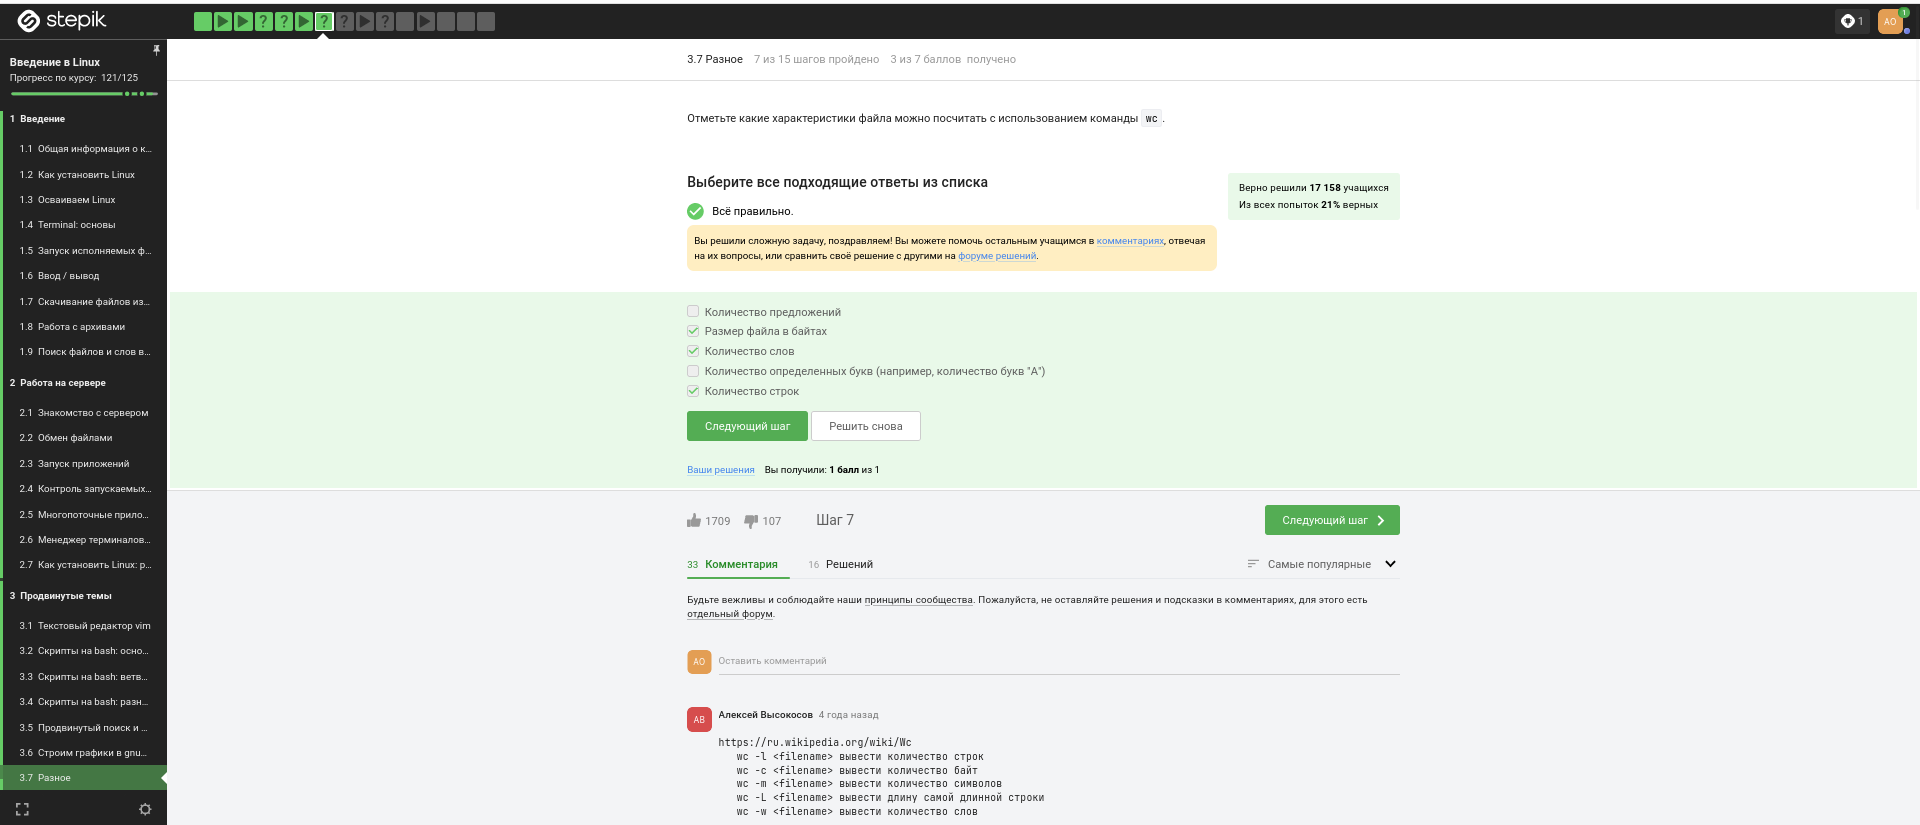 stepik
? ? ? ? ?
1
AO
1
Введение в Linux
Прогресс по курсу: 121/125
1 Введение
1.1 Общая информация о к...
1.2 Как установить Linux
1.3 Осваиваем Linux
1.4 Terminal: основы
1.5 Запуск исполняемых ф...
1.6 Ввод / вывод
1.7 Скачивание файлов из...
1.8 Работа с архивами
1.9 Поиск файлов и слов в...
2 Работа на сервере
2.1 Знакомство с сервером
2.2 Обмен файлами
2.3 Запуск приложений
2.4 Контроль запускаемых...
2.5 Многопоточные прило...
2.6 Менеджер терминалов...
2.7 Как установить Linux: р...
3 Продвинутые темы
3.1 Текстовый редактор vim
3.2 Скрипты на bash: осно...
3.3 Скрипты на bash: ветв...
3.4 Скрипты на bash: разн...
3.5 Продвинутый поиск и ...
3.6 Строим графики в gnu...
3.7 Разное
3.7 Разное 7 из 15 шагов пройдено 3 из 7 баллов получено
Отметьте какие характеристики файла можно посчитать с использованием команды wc .
Выберите все подходящие ответы из списка
Верно решили 17 158 учащихся
Из всех попыток 21% верных
Всё правильно.
Вы решили сложную задачу, поздравляем! Вы можете помочь остальным учащимся в комментариях, отвечая
на их вопросы, или сравнить своё решение с другими на форуме решений.
Количество предложений
Размер файла в байтах
Количество слов
Количество определенных букв (например, количество букв "А")
Количество строк
Следующий шаг Решить снова
Ваши решения Вы получили: 1 балл из 1
1709 107 Шаг 7 Следующий шаг
33 Комментария 16 Решений Самые популярные
Будьте вежливы и соблюдайте наши принципы сообщества. Пожалуйста, не оставляйте решения и подсказки в комментариях, для этого есть
отдельный форум.
AO Оставить комментарий
АВ Алексей Высокосов 4 года назад
https://ru.wikipedia.org/wiki/Wc
wc -l <filename> вывести количество строк
wc -c <filename> вывести количество байт
wc -m <filename> вывести количество символов
wc -L <filename> вывести длину самой длинной строки
wc -w <filename> вывести количество слов